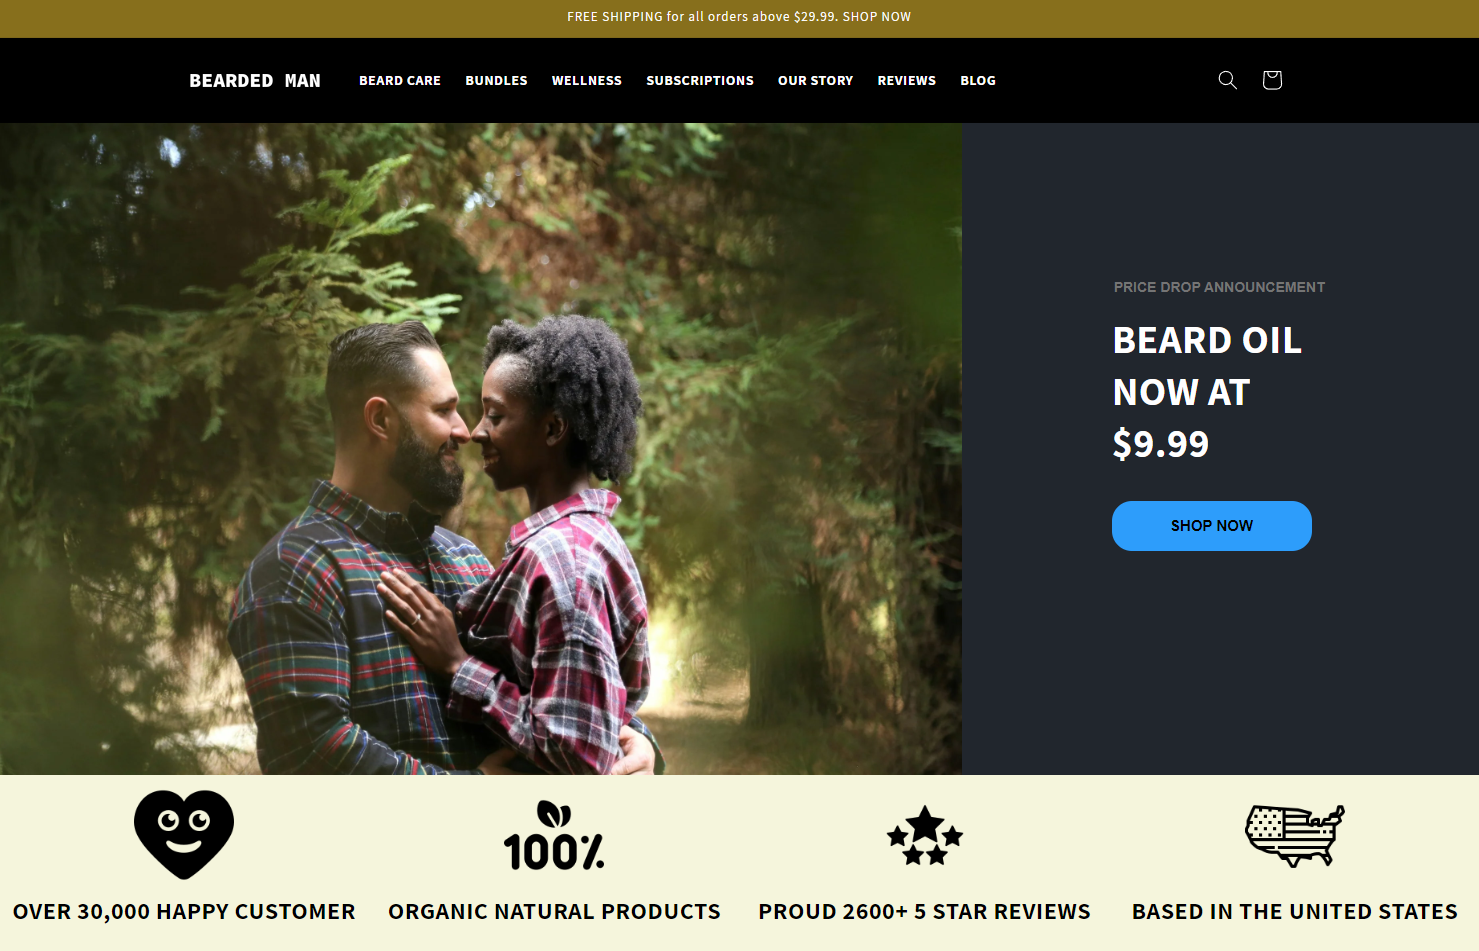 FREE SHIPPING for all orders above $29.99. SHOP NOW
BEARDED MAN
BEARD CARE
BUNDLES
WELLNESS
SUBSCRIPTIONS
OUR STORY
REVIEWS
BLOG
PRICE DROP ANNOUNCEMENT
BEARD OIL
NOW AT
$9.99
SHOP NOW
100%
OVER 30,000 HAPPY CUSTOMER
ORGANIC NATURAL PRODUCTS
PROUD 2600+ 5 STAR REVIEWS
BASED IN THE UNITED STATES